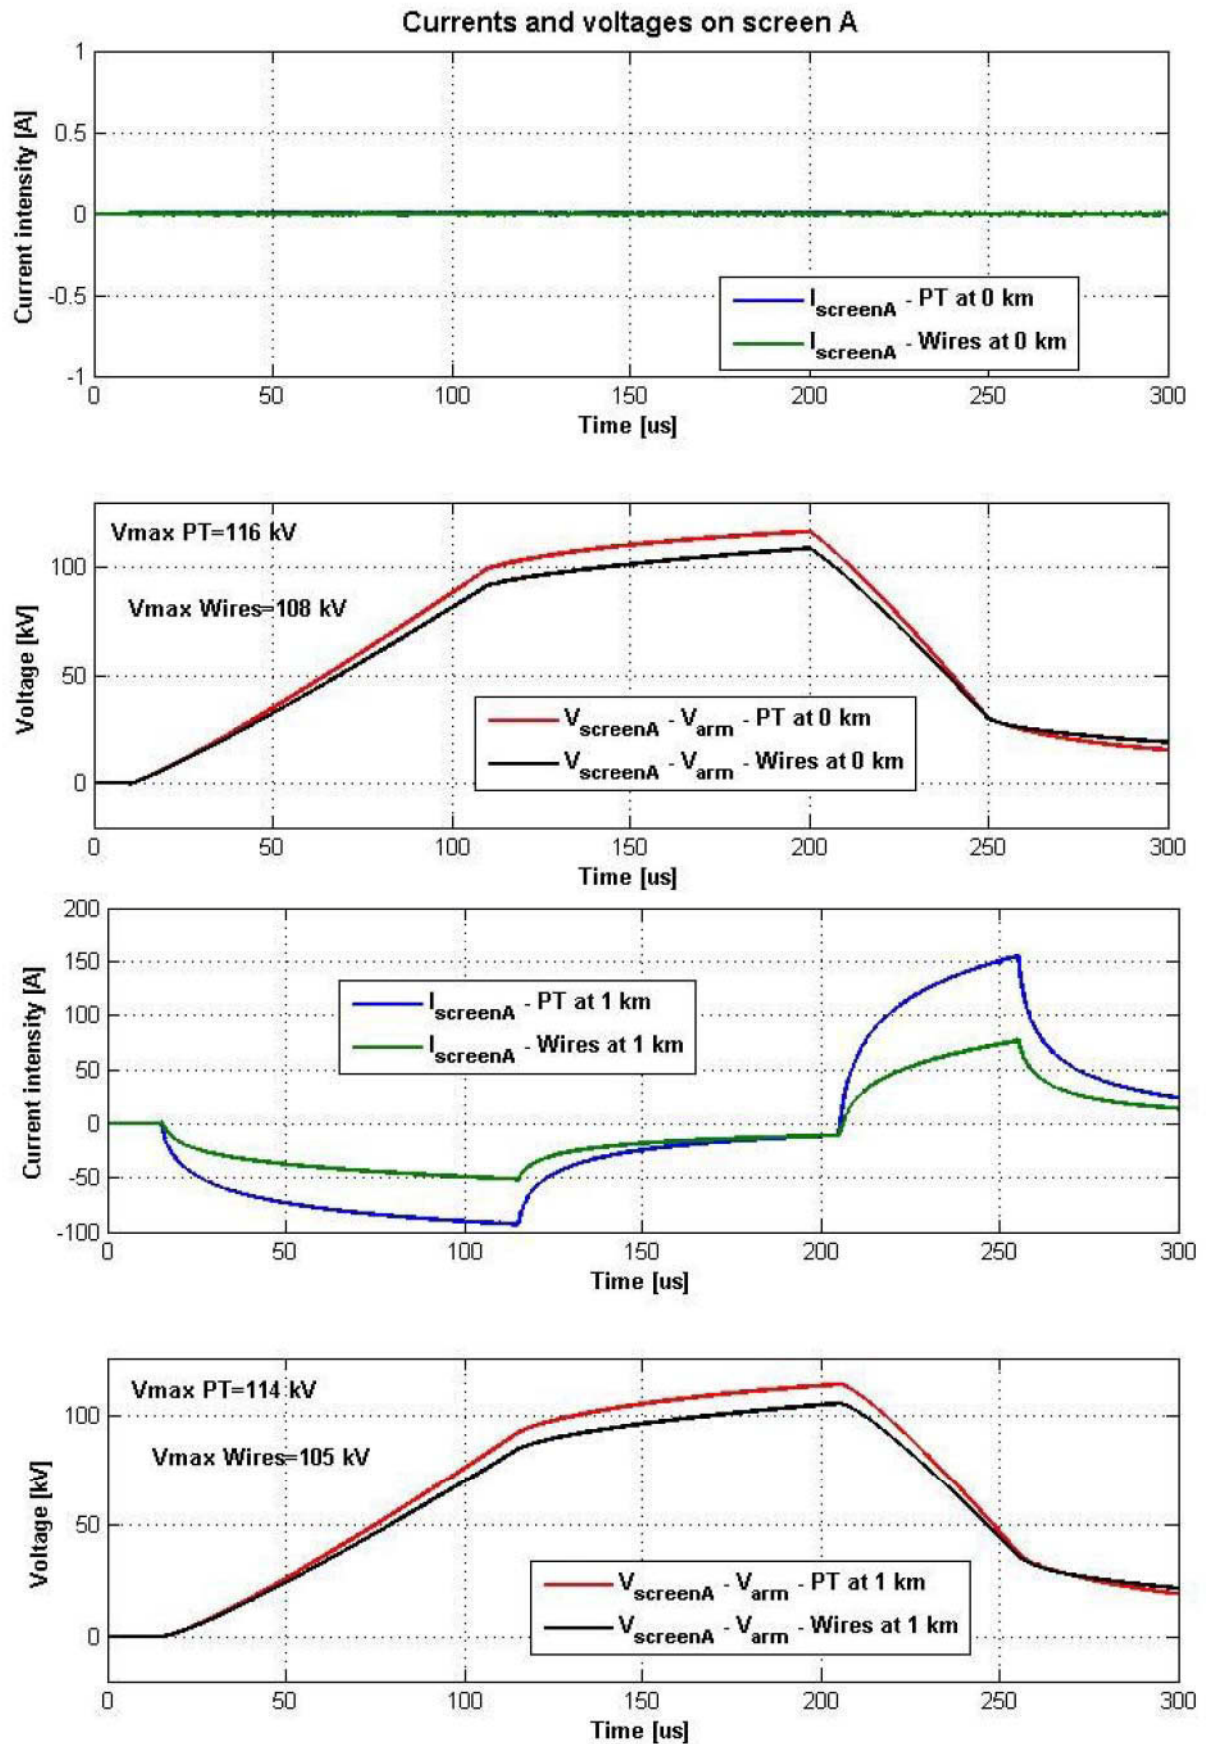 Currents and voltages on screen A
1
0.5
0
-0.5
-1
Current intensity [A]
I_screenA - PT at 0 km
I_screenA - Wires at 0 km
0 50 100 150 200 250 300
Time [us]
Vmax PT=116 kV
Vmax Wires=108 kV
100
50
0
Voltage [kV]
V_screenA - V_arm - PT at 0 km
V_screenA - V_arm - Wires at 0 km
0 50 100 150 200 250 300
Time [us]
200
150
100
50
0
-50
-100
Current intensity [A]
I_screenA - PT at 1 km
I_screenA - Wires at 1 km
0 50 100 150 200 250 300
Time [us]
Vmax PT=114 kV
Vmax Wires=105 kV
100
50
0
Voltage [kV]
V_screenA - V_arm - PT at 1 km
V_screenA - V_arm - Wires at 1 km
0 50 100 150 200 250 300
Time [us]